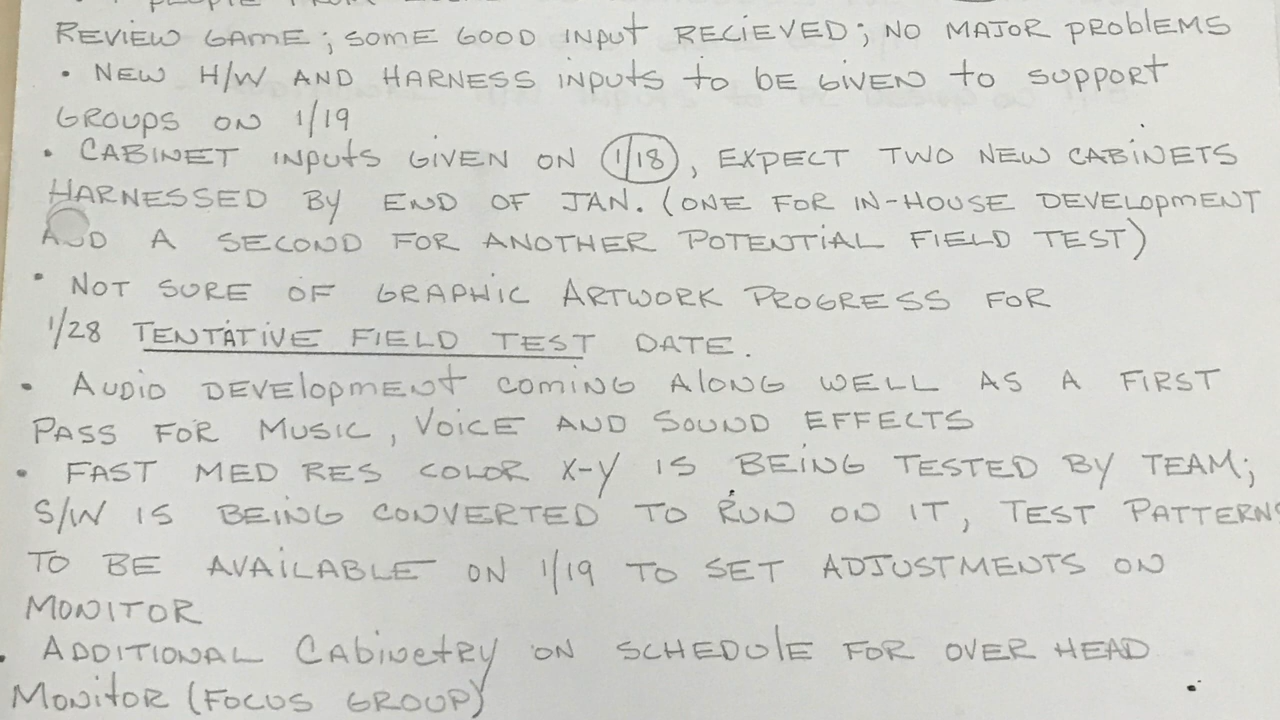 PEOPLE FROM
REVIEW GAME; SOME GOOD INPUT RECIEVED; NO MAJOR PROBLEMS
• NEW H/W AND HARNESS INPUTS TO BE GIVEN TO SUPPORT
GROUPS ON 1/19
• CABINET INPUTS GIVEN ON 1/18, EXPECT TWO NEW CABINETS
HARNESSED BY END OF JAN. (ONE FOR IN-HOUSE DEVELOPMENT
AND A SECOND FOR ANOTHER POTENTIAL FIELD TEST)
• NOT SURE OF GRAPHIC ARTWORK PROGRESS FOR
1/28 TENTATIVE FIELD TEST DATE.
• AUDIO DEVELOPMENT COMING ALONG WELL AS A FIRST
PASS FOR MUSIC, VOICE AND SOUND EFFECTS
• FAST MED RES COLOR X-Y IS BEING TESTED BY TEAM;
S/W IS BEING CONVERTED TO RUN ON IT, TEST PATTERNS
TO BE AVAILABLE ON 1/19 TO SET ADJUSTMENTS ON
MONITOR
• ADDITIONAL CABINETRY ON SCHEDULE FOR OVER HEAD
MONITOR (FOCUS GROUP)